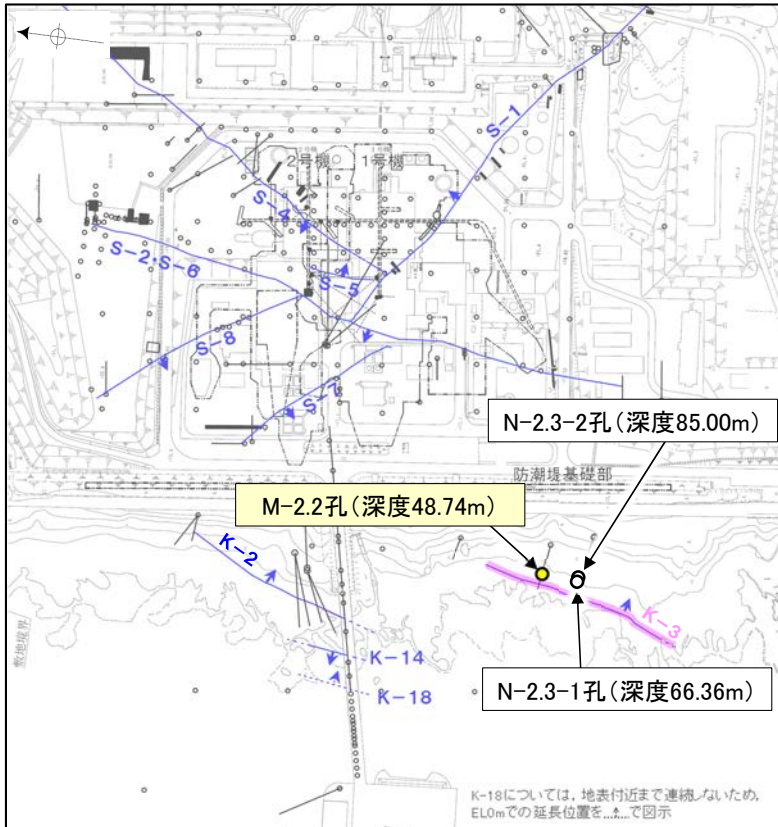 S-1
2号機
1号機
S-4
S-2・S-6
S-5
S-8
S-7
N-2.3-2孔(深度85.00m)
防潮堤基礎部
M-2.2孔(深度48.74m)
K-2
K-3
敷地境界
K-14
K-18
N-2.3-1孔(深度66.36m)
K-18については、地表付近まで連続しないため、
EL0mでの延長位置を で図示